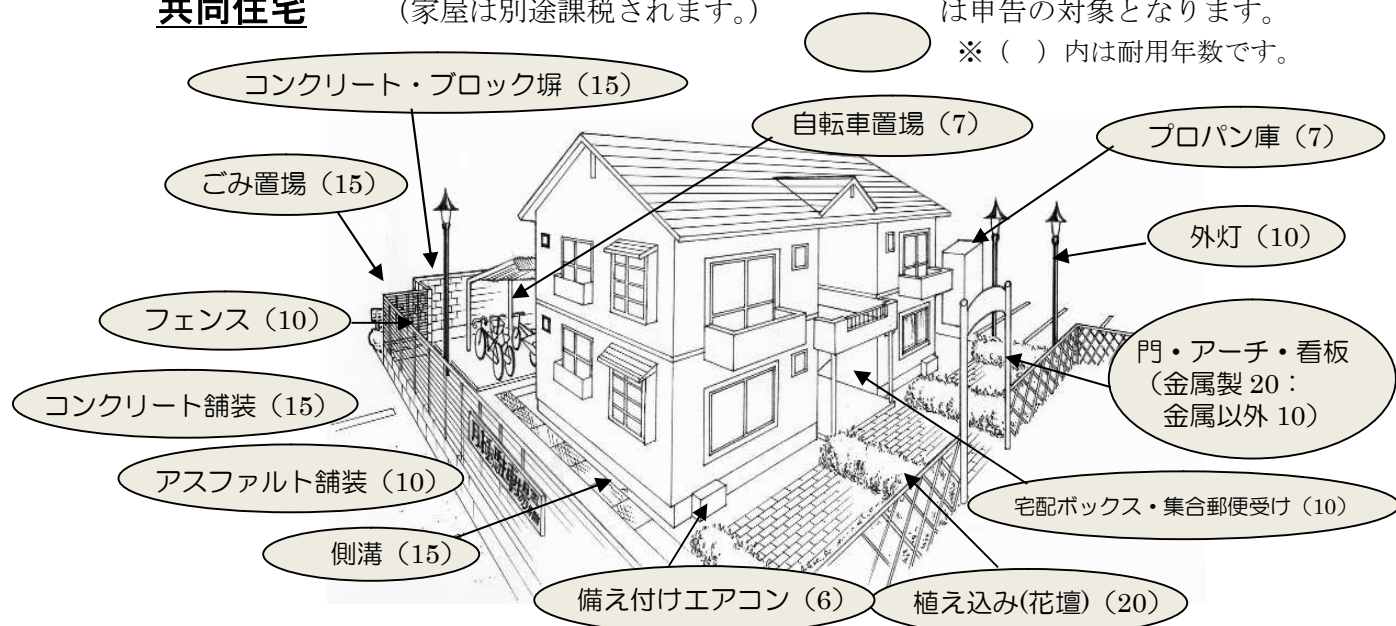 共同住宅 （家屋は別途課税されます。） は申告の対象となります。
※（ ）内は耐用年数です。
コンクリート・ブロック塀（15）
自転車置場（7）
プロパン庫（7）
ごみ置場（15）
外灯（10）
フェンス（10）
門・アーチ・看板
（金属製 20：
金属以外 10）
コンクリート舗装（15）
アスファルト舗装（10）
宅配ボックス・集合郵便受け（10）
側溝（15）
備え付けエアコン（6）
植え込み(花壇)（20）